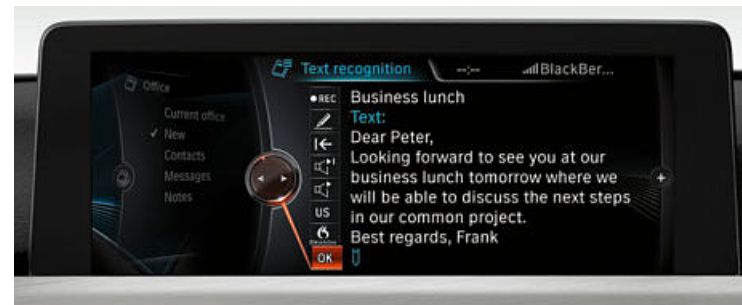 Text recognition
--:--
BlackBer...
Office
Current office
New
Contacts
Messages
Notes
REC
US
OK
Business lunch
Text:
Dear Peter,
Looking forward to see you at our
business lunch tomorrow where we
will be able to discuss the next steps
in our common project.
Best regards, Frank